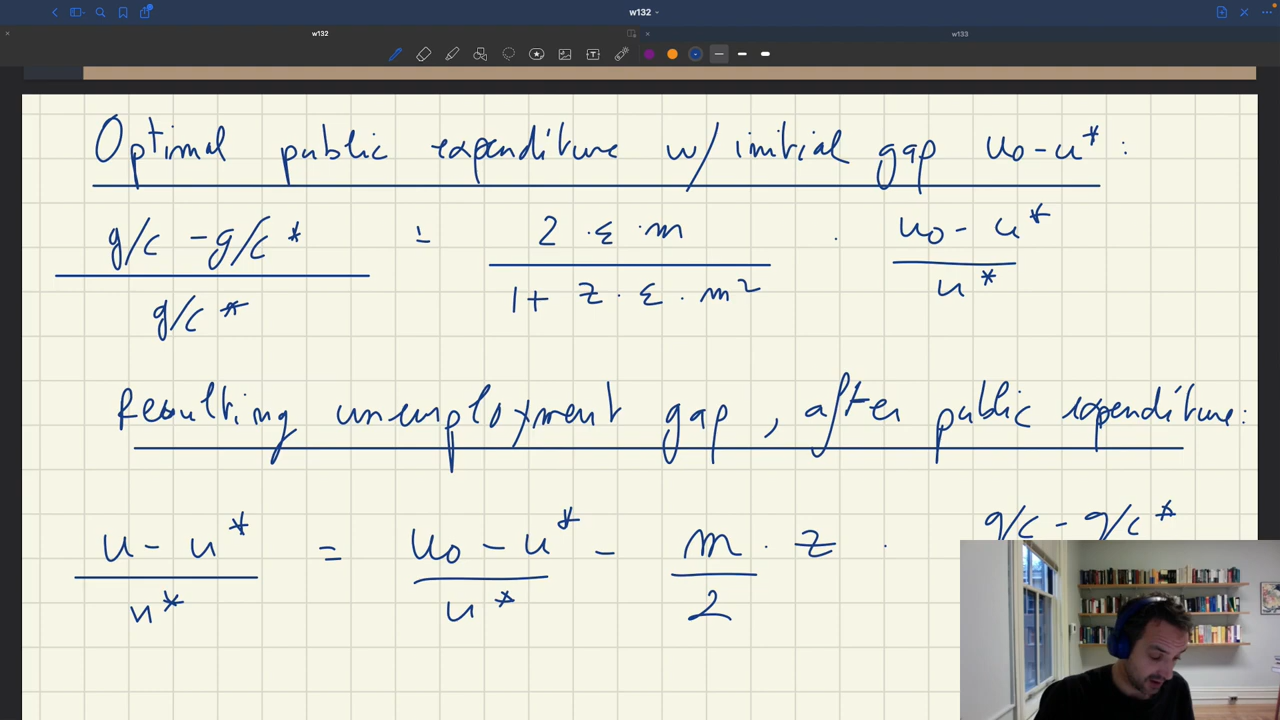 w132
w132
w133
Optimal public expenditure w/ initial gap u₀ - u* :
(g/c - g/c*) / (g/c*) = (2 · ε · m) / (1 + z · ε · m²) · (u₀ - u*) / u*
Resulting unemployment gap, after public expenditure:
(u - u*) / u* = (u₀ - u*) / u* - m/2 · z · g/c - g/c*